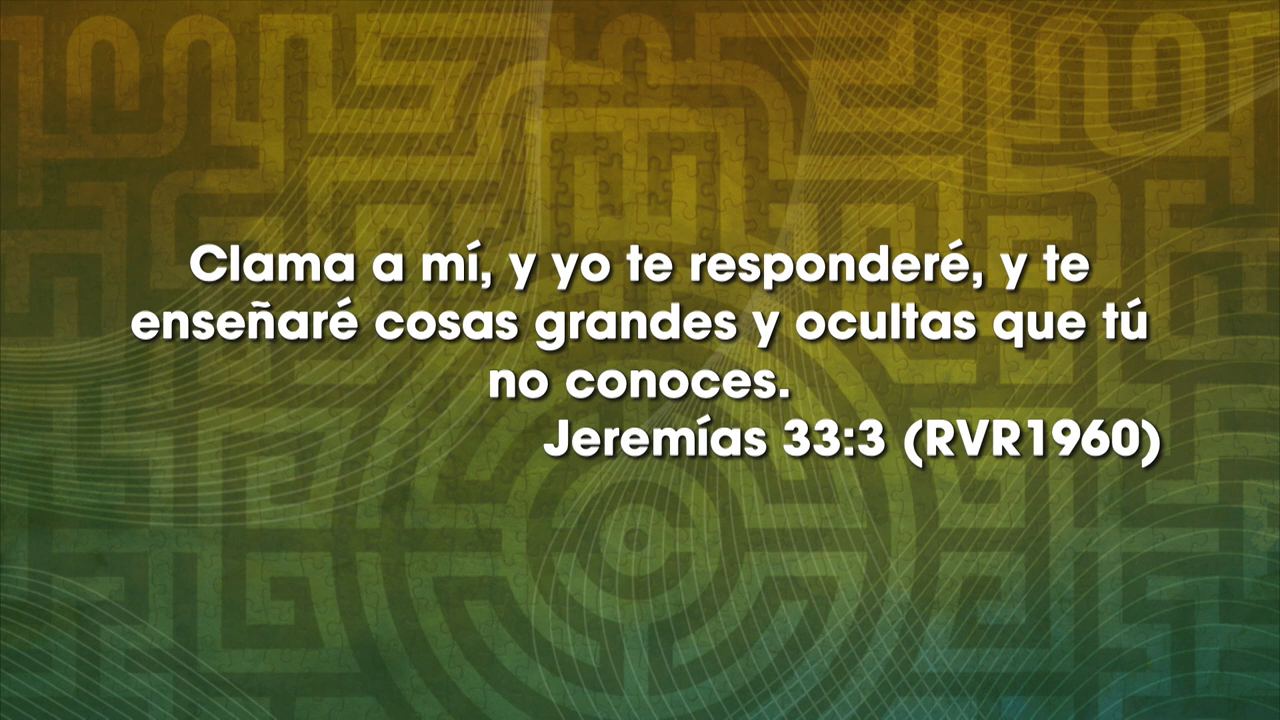 Clama a mí, y yo te responderé, y te
enseñaré cosas grandes y ocultas que tú
no conoces.
Jeremías 33:3 (RVR1960)